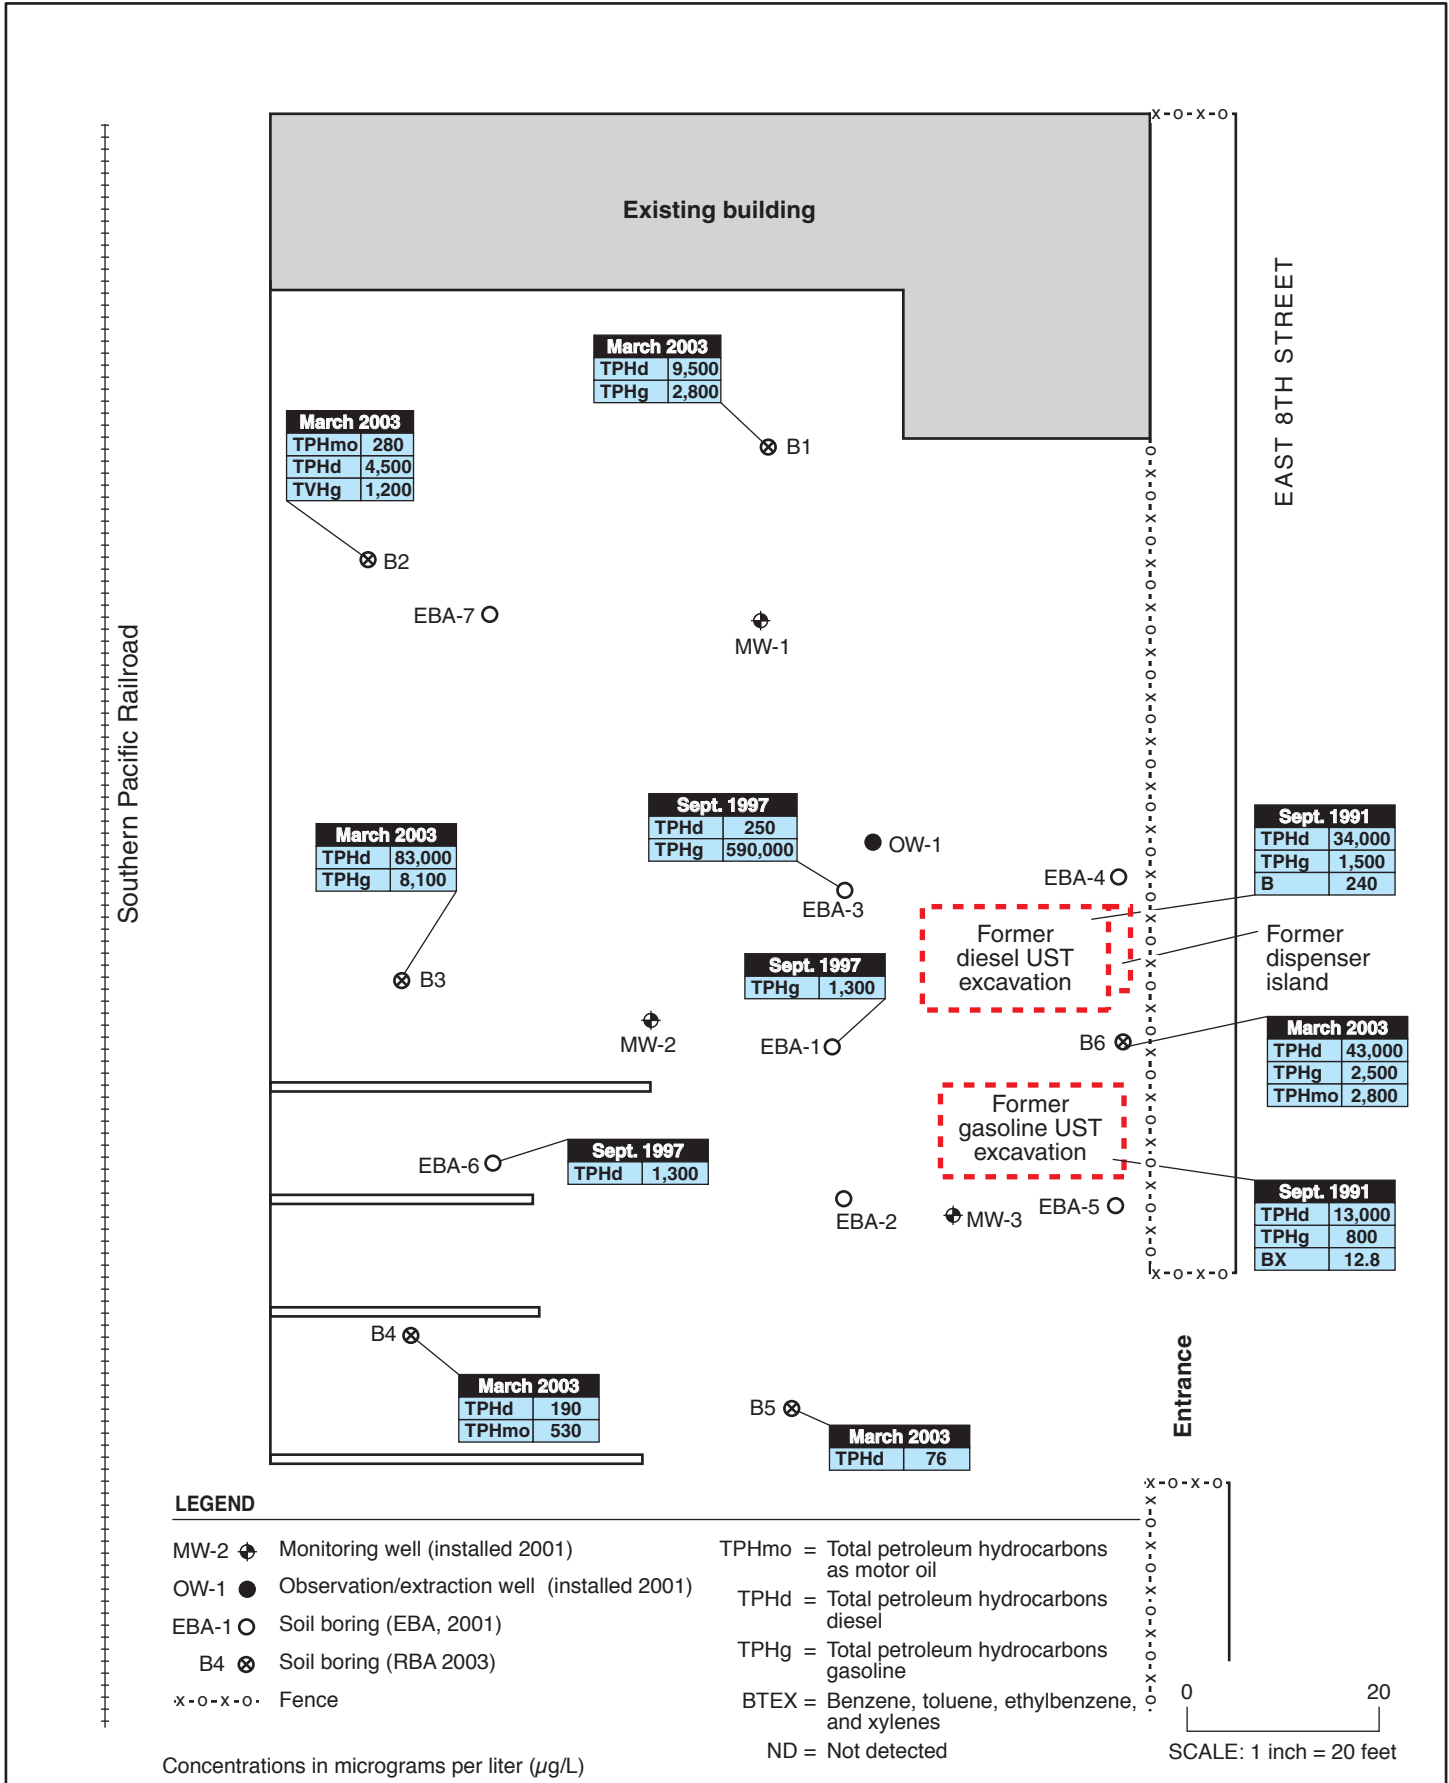 x-o-x-o
Existing building
EAST 8TH STREET
March 2003
TPHd 9,500
TPHg 2,800
B1
March 2003
TPHmo 280
TPHd 4,500
TVHg 1,200
B2
EBA-7
MW-1
Southern Pacific Railroad
Sept. 1997
TPHd 250
TPHg 590,000
OW-1
EBA-3
March 2003
TPHd 83,000
TPHg 8,100
B3
EBA-4
Sept. 1991
TPHd 34,000
TPHg 1,500
B 240
Former
diesel UST
excavation
Former
dispenser
island
Sept. 1997
TPHg 1,300
EBA-1
MW-2
B6
March 2003
TPHd 43,000
TPHg 2,500
TPHmo 2,800
Former
gasoline UST
excavation
EBA-6
Sept. 1997
TPHd 1,300
EBA-2
MW-3
EBA-5
Sept. 1991
TPHd 13,000
TPHg 800
BX 12.8
x-o-x-o
B4
March 2003
TPHd 190
TPHmo 530
B5
March 2003
TPHd 76
Entrance
x-o-x-o
LEGEND
MW-2 Monitoring well (installed 2001)
OW-1 Observation/extraction well (installed 2001)
EBA-1 Soil boring (EBA, 2001)
B4 Soil boring (RBA 2003)
x-o-x-o- Fence
Concentrations in micrograms per liter (µg/L)
TPHmo = Total petroleum hydrocarbons
as motor oil
TPHd = Total petroleum hydrocarbons
diesel
TPHg = Total petroleum hydrocarbons
gasoline
BTEX = Benzene, toluene, ethylbenzene,
and xylenes
ND = Not detected
0 20
SCALE: 1 inch = 20 feet